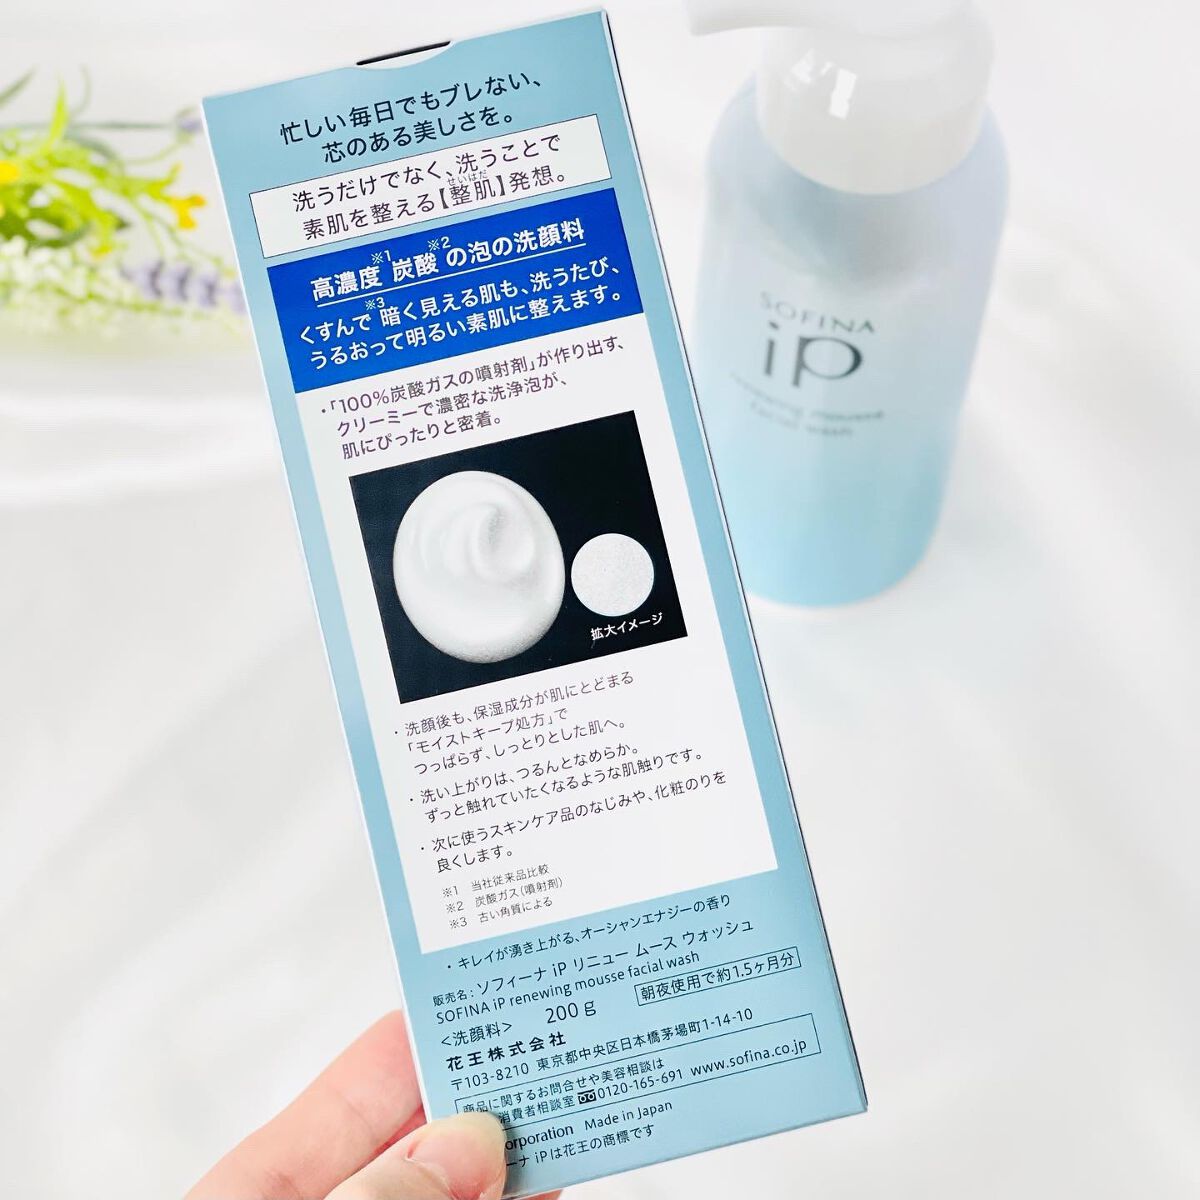 忙しい毎日でもブレない、
芯のある美しさを。
洗うだけでなく、洗うことで
せいはだ
素肌を整える【整肌】発想。
※1 ※2
高濃度炭酸の泡の洗顔料
※3
くすんで暗く見える肌も、洗うたび、
うるおって明るい素肌に整えます。
・「100%炭酸ガスの噴射剤」が作り出す、
クリーミーで濃密な洗浄泡が、
肌にぴったりと密着。
拡大イメージ
・洗顔後も、保湿成分が肌にとどまる
「モイストキープ処方」で
つっぱらず、しっとりとした肌へ。
・洗い上がりは、つるんとなめらか。
ずっと触れていたくなるような肌触りです。
・次に使うスキンケア品のなじみや、化粧のりを
良くします。
※1 当社従来品比較
※2 炭酸ガス(噴射剤)
※3 古い角質による
・キレイが湧き上がる、オーシャンエナジーの香り
販売名:ソフィーナ iP リニュー ムース ウォッシュ
SOFINA iP renewing mousse facial wash
<洗顔料> 200g 朝夜使用で約1.5ヶ月分
花王株式会社
〒103-8210 東京都中央区日本橋茅場町1-14-10
商品に関するお問合せや美容相談は
消費者相談室 0120-165-691 www.sofina.co.jp
orporation Made in Japan
ーナ iPは花王の商標です
SOFINA
iP
renewing mousse
facial wash